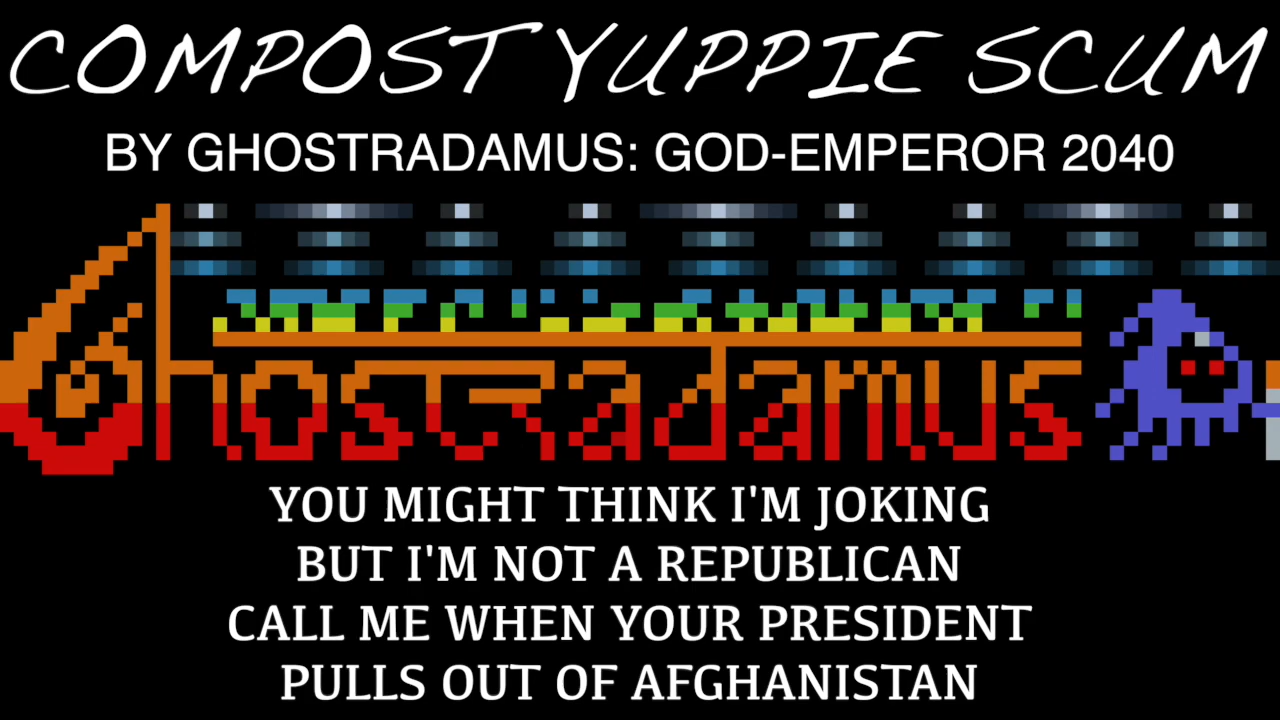 COMPOST YUPPIE SCUM
BY GHOSTRADAMUS: GOD-EMPEROR 2040
Ghostradamus
YOU MIGHT THINK I'M JOKING
BUT I'M NOT A REPUBLICAN
CALL ME WHEN YOUR PRESIDENT
PULLS OUT OF AFGHANISTAN